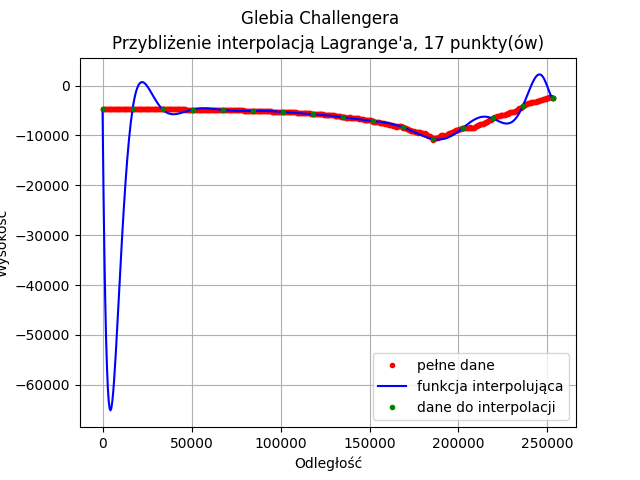 Glebia Challengera
Przybliżenie interpolacją Lagrange'a, 17 punkty(ów)
0
−10000
−20000
−30000
−40000
−50000
−60000
Wysokość
pełne dane
funkcja interpolująca
dane do interpolacji
0 50000 100000 150000 200000 250000
Odległość